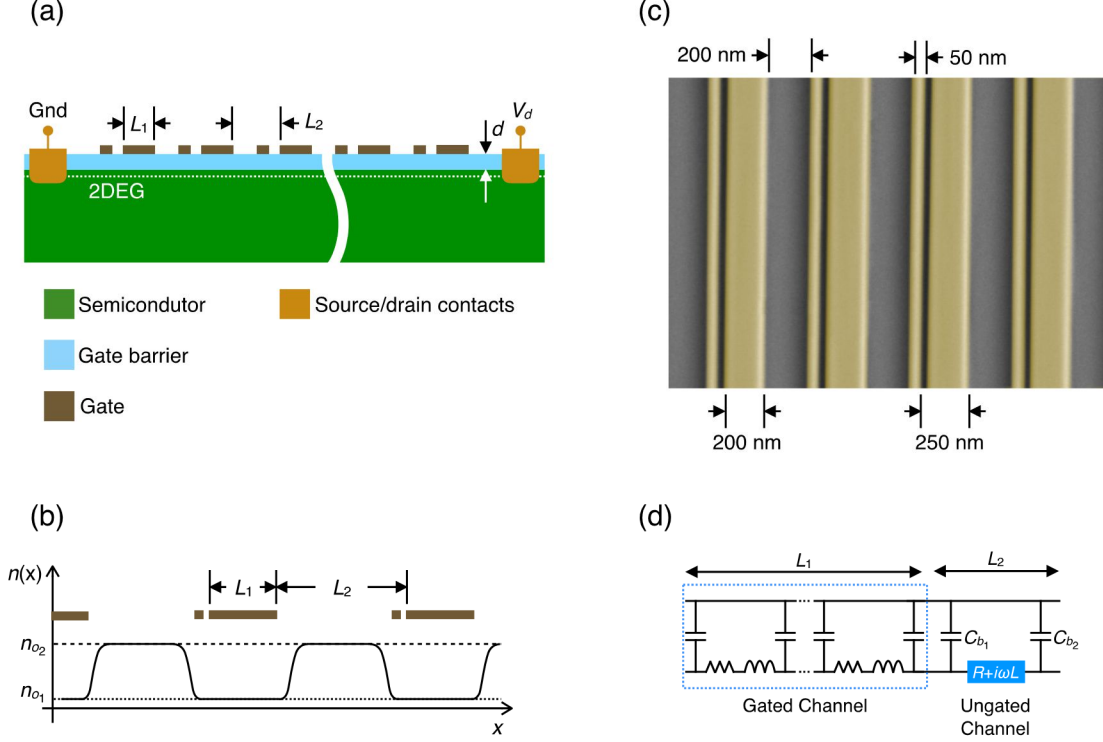 (a)
Gnd
L1
L2
d
Vd
2DEG
Semicondutor
Source/drain contacts
Gate barrier
Gate
(b)
n(x)
L1
L2
no2
no1
x
(c)
200 nm
50 nm
200 nm
250 nm
(d)
L1
L2
Cb1
Cb2
R+iωL
Gated Channel
Ungated
Channel